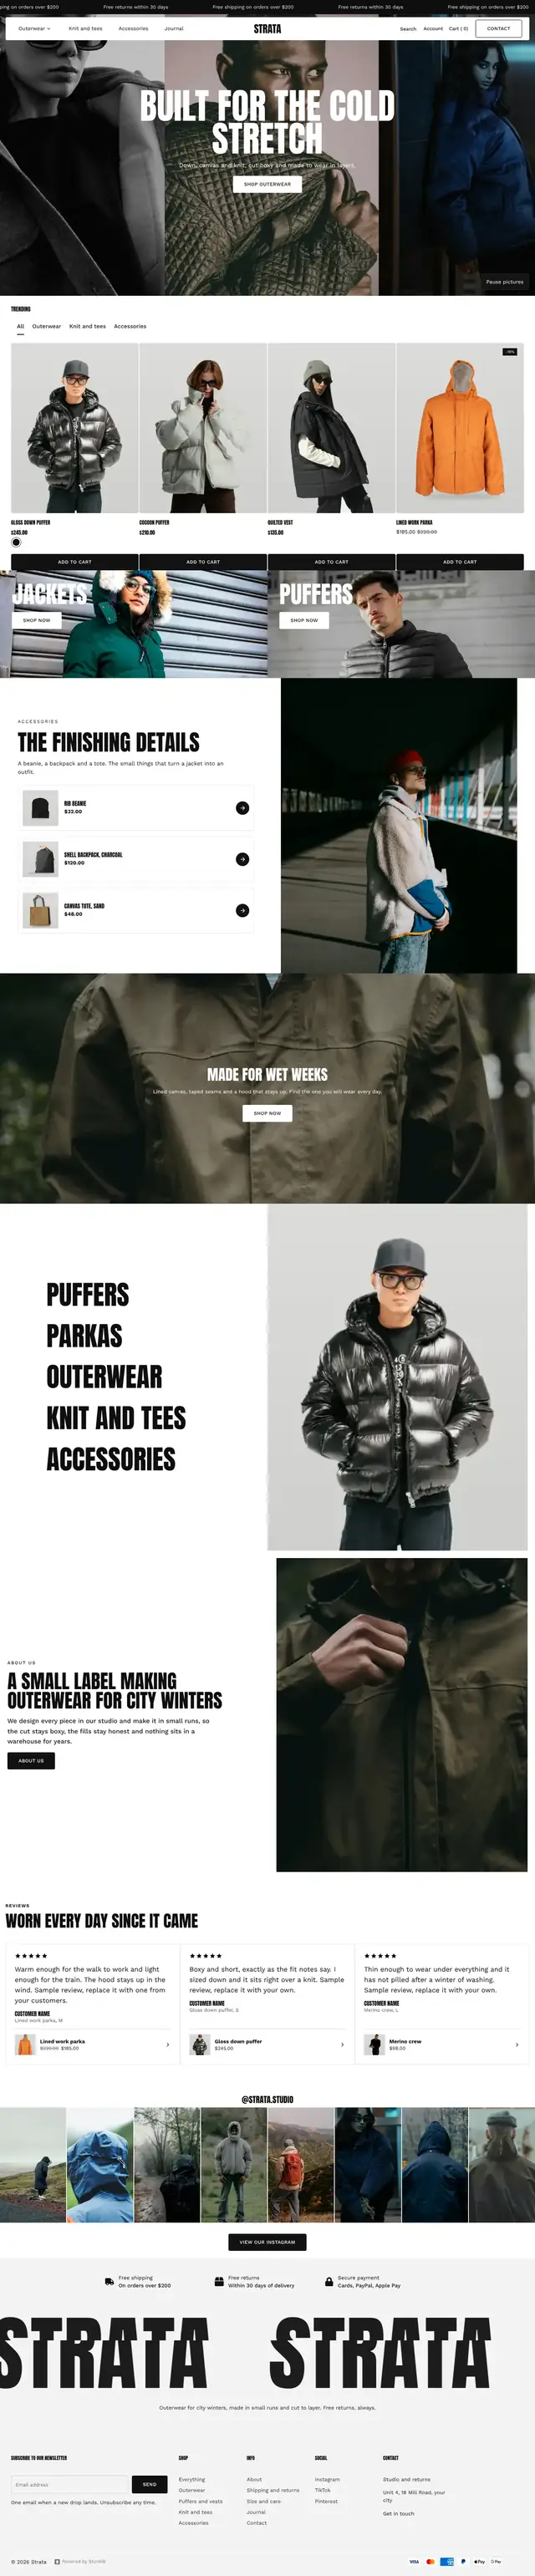 ping on orders over $200
Free returns within 30 days
Free shipping on orders over $200
Free returns within 30 days
Free shipping on orders over $200
Outerwear
Knit and tees
Accessories
Journal
STRATA
Search
Account
Cart ( 0)
CONTACT
BUILT FOR THE COLD
STRETCH
Down, canvas and knit, cut boxy and made to wear in layers.
SHOP OUTERWEAR
Pause pictures
TRENDING
All
Outerwear
Knit and tees
Accessories
GLOSS DOWN PUFFER
$245.00
COCOON PUFFER
$210.00
QUILTED VEST
$135.00
LINED WORK PARKA
$185.00 $220.00
ADD TO CART
ADD TO CART
ADD TO CART
ADD TO CART
JACKETS
SHOP NOW
PUFFERS
SHOP NOW
ACCESSORIES
THE FINISHING DETAILS
A beanie, a backpack and a tote. The small things that turn a jacket into an
outfit.
RIB BEANIE
$32.00
SHELL BACKPACK, CHARCOAL
$120.00
CANVAS TOTE, SAND
$48.00
MADE FOR WET WEEKS
Lined canvas, taped seams and a hood that stays up. Find the one you will wear every day.
SHOP NOW
PUFFERS
PARKAS
OUTERWEAR
KNIT AND TEES
ACCESSORIES
ABOUT US
A SMALL LABEL MAKING
OUTERWEAR FOR CITY WINTERS
We design every piece in our studio and make it in small runs, so
the cut stays boxy, the fills stay honest and nothing sits in a
warehouse for years.
ABOUT US
REVIEWS
WORN EVERY DAY SINCE IT CAME
Warm enough for the walk to work and light
enough for the train. The hood stays up in the
wind. Sample review, replace it with one from
your customers.
CUSTOMER NAME
Lined work parka, M
Lined work parka
$220.00 $185.00
Boxy and short, exactly as the fit notes say. I
sized down and it sits right over a knit. Sample
review, replace it with your own.
CUSTOMER NAME
Gloss down puffer, S
Gloss down puffer
$245.00
Thin enough to wear under everything and it
has not pilled after a winter of washing.
Sample review, replace it with your own.
CUSTOMER NAME
Merino crew, L
Merino crew
$98.00
@STRATA.STUDIO
VIEW OUR INSTAGRAM
Free shipping
On orders over $200
Free returns
Within 30 days of delivery
Secure payment
Cards, PayPal, Apple Pay
STRATA
STRATA
Outerwear for city winters, made in small runs and cut to layer. Free returns, always.
SUBSCRIBE TO OUR NEWSLETTER
Email address
SEND
One email when a new drop lands. Unsubscribe any time.
SHOP
Everything
Outerwear
Puffers and vests
Knit and tees
Accessories
INFO
About
Shipping and returns
Size and care
Journal
Contact
SOCIAL
Instagram
TikTok
Pinterest
CONTACT
Studio and returns
Unit 4, 18 Mill Road, your
city
Get in touch
© 2026 Strata
VISA
Pay
G Pay